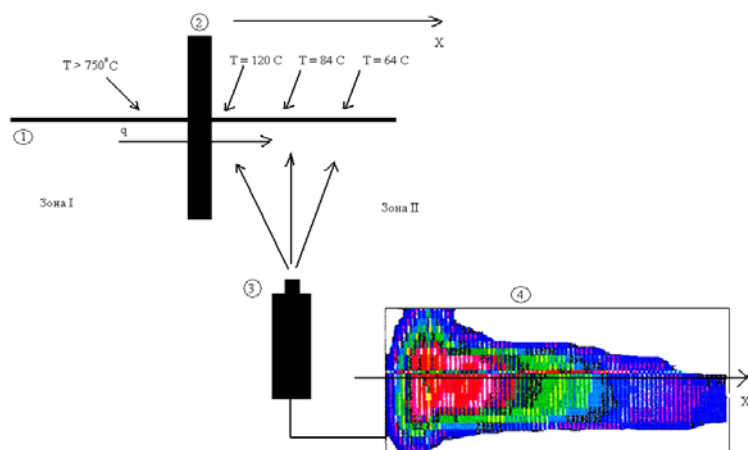 ②
X
T > 750°C
T = 120 C
T = 84 C
T = 64 C
①
q
Зона I
Зона II
③
④
X